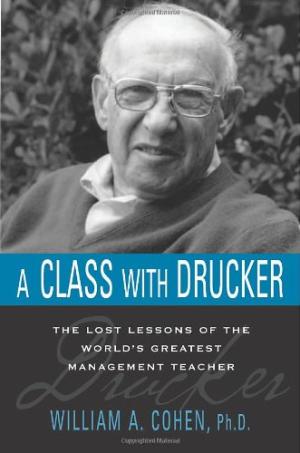 A CLASS WITH DRUCKER
THE LOST LESSONS OF THE
WORLD'S GREATEST
MANAGEMENT TEACHER
Drucker
WILLIAM A. COHEN, Ph.D.